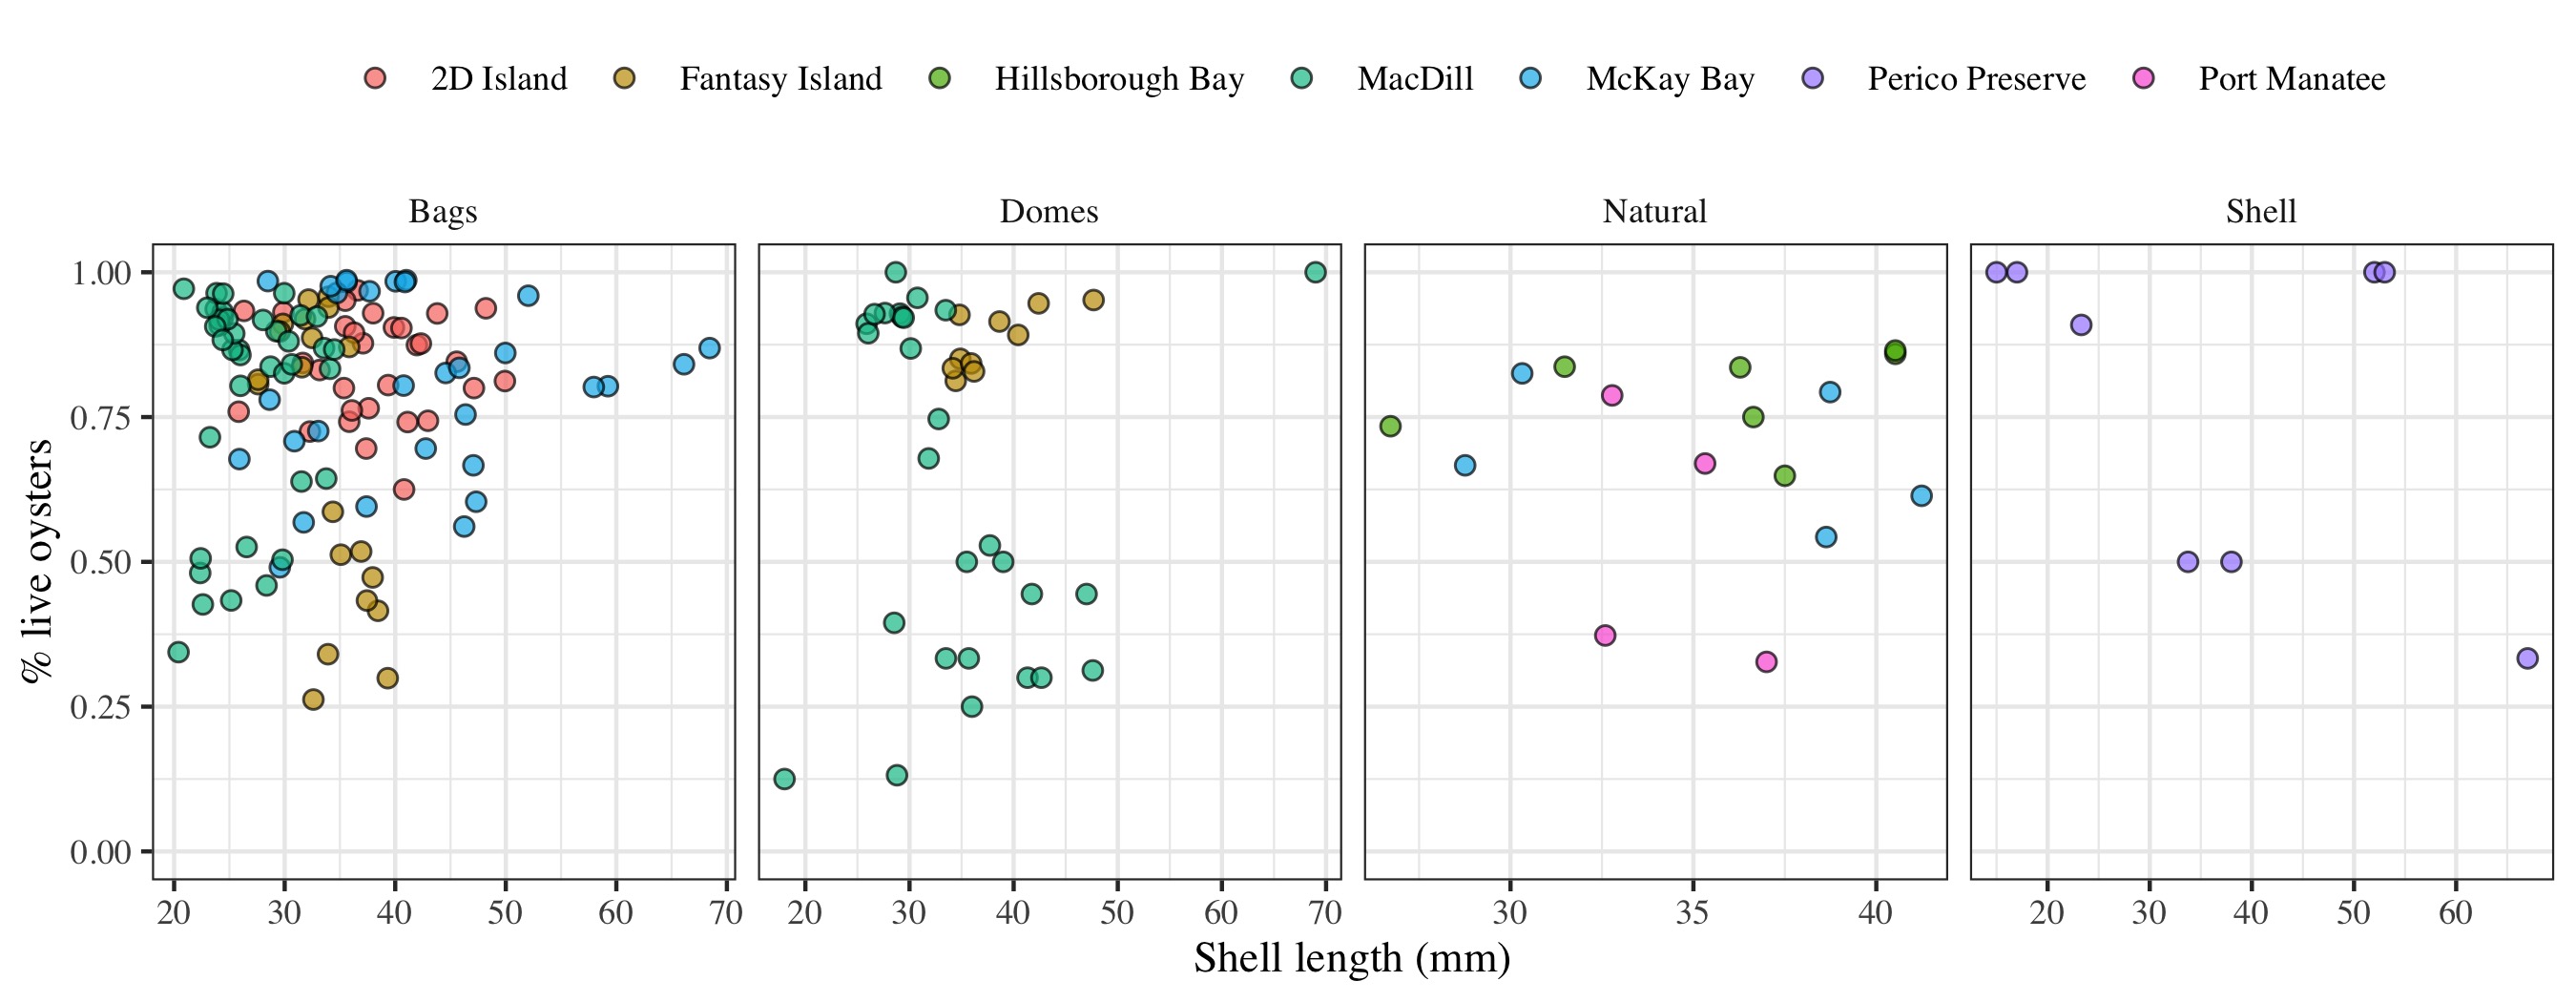 2D Island Fantasy Island Hillsborough Bay MacDill McKay Bay Perico Preserve Port Manatee
Bags Domes Natural Shell
% live oysters
1.00
0.75
0.50
0.25
0.00
20 30 40 50 60 70 20 30 40 50 60 70 30 35 40 20 30 40 50 60
Shell length (mm)